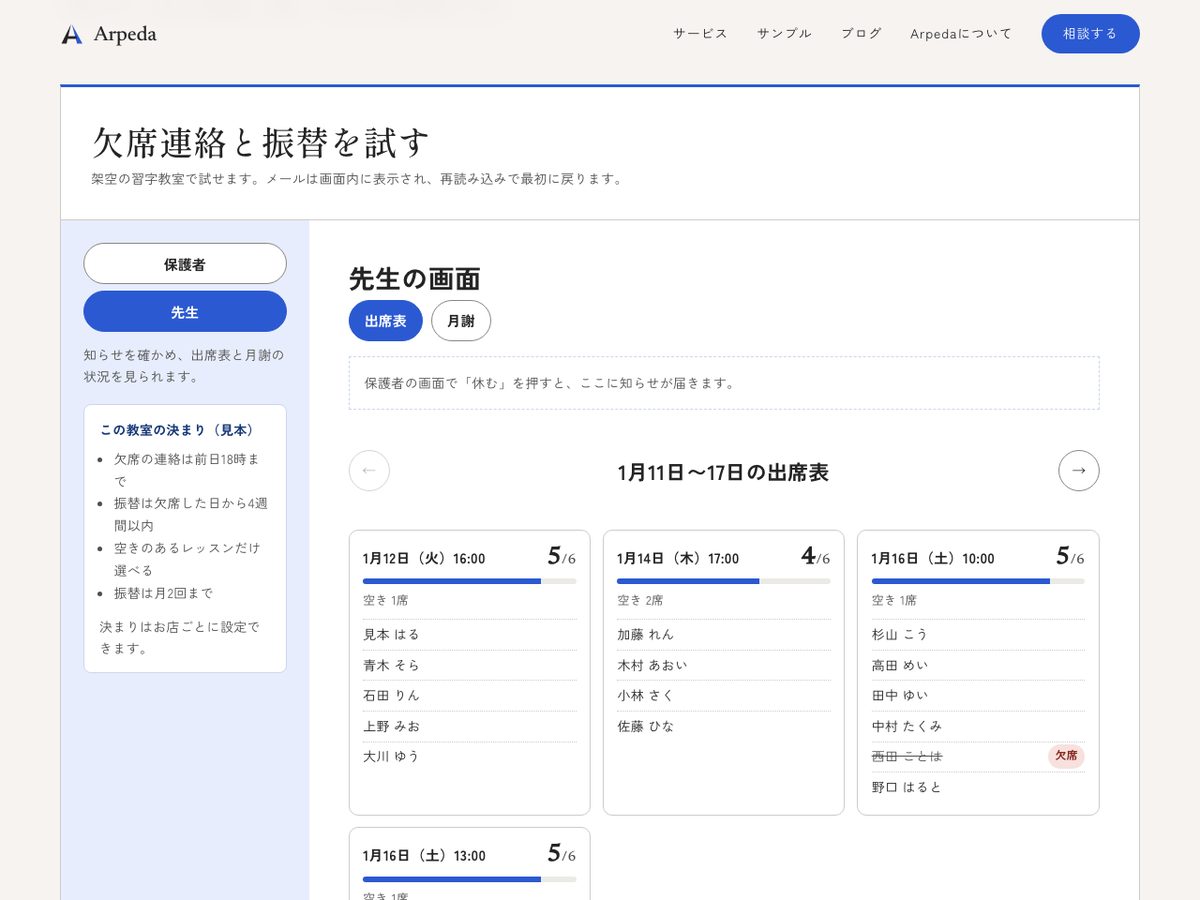 Arpeda
サービス
サンプル
ブログ
Arpedaについて
相談する
欠席連絡と振替を試す
架空の習字教室で試せます。メールは画面内に表示され、再読み込みで最初に戻ります。
保護者
先生
知らせを確かめ、出席表と月謝の
状況を見られます。
この教室の決まり（見本）
欠席の連絡は前日18時ま
で
振替は欠席した日から4週
間以内
空きのあるレッスンだけ
選べる
振替は月2回まで
決まりはお店ごとに設定で
きます。
先生の画面
出席表
月謝
保護者の画面で「休む」を押すと、ここに知らせが届きます。
←
1月11日〜17日の出席表
→
1月12日（火）16:00 5/6
空き 1席
見本 はる
青木 そら
石田 りん
上野 みお
大川 ゆう
1月14日（木）17:00 4/6
空き 2席
加藤 れん
木村 あおい
小林 さく
佐藤 ひな
1月16日（土）10:00 5/6
空き 1席
杉山 こう
高田 めい
田中 ゆい
中村 たくみ
西田 ことは 欠席
野口 はると
1月16日（土）13:00 5/6
空き 1席